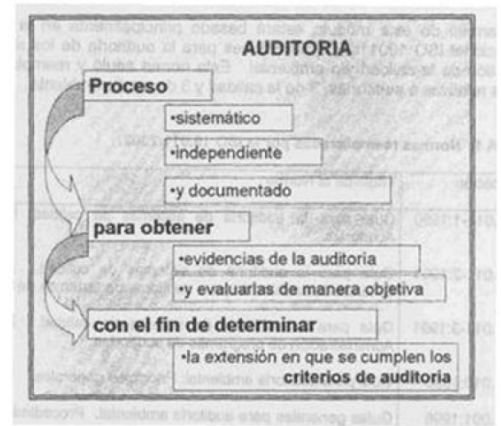 AUDITORIA
Proceso
•sistemático
•independiente
•y documentado
para obtener
•evidencias de la auditoria
•y evaluarlas de manera objetiva
con el fin de determinar
•la extensión en que se cumplen los
criterios de auditoria